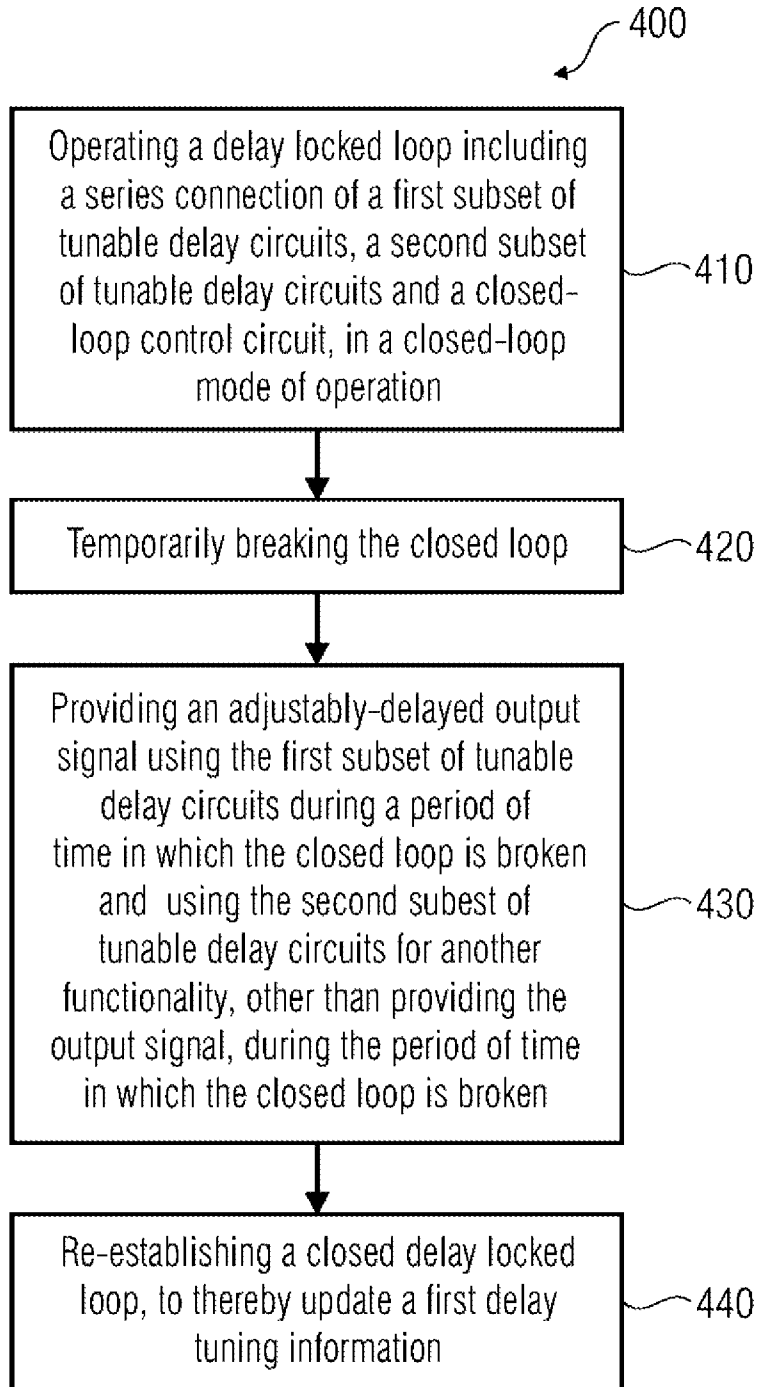 400
Operating a delay locked loop including
a series connection of a first subset of
tunable delay circuits, a second subset
of tunable delay circuits and a closed-
loop control circuit, in a closed-loop
mode of operation
410
Temporarily breaking the closed loop
420
Providing an adjustably-delayed output
signal using the first subset of tunable
delay circuits during a period of
time in which the closed loop is broken
and using the second subest of
tunable delay circuits for another
functionality, other than providing the
output signal, during the period of time
in which the closed loop is broken
430
Re-establishing a closed delay locked
loop, to thereby update a first delay
tuning information
440